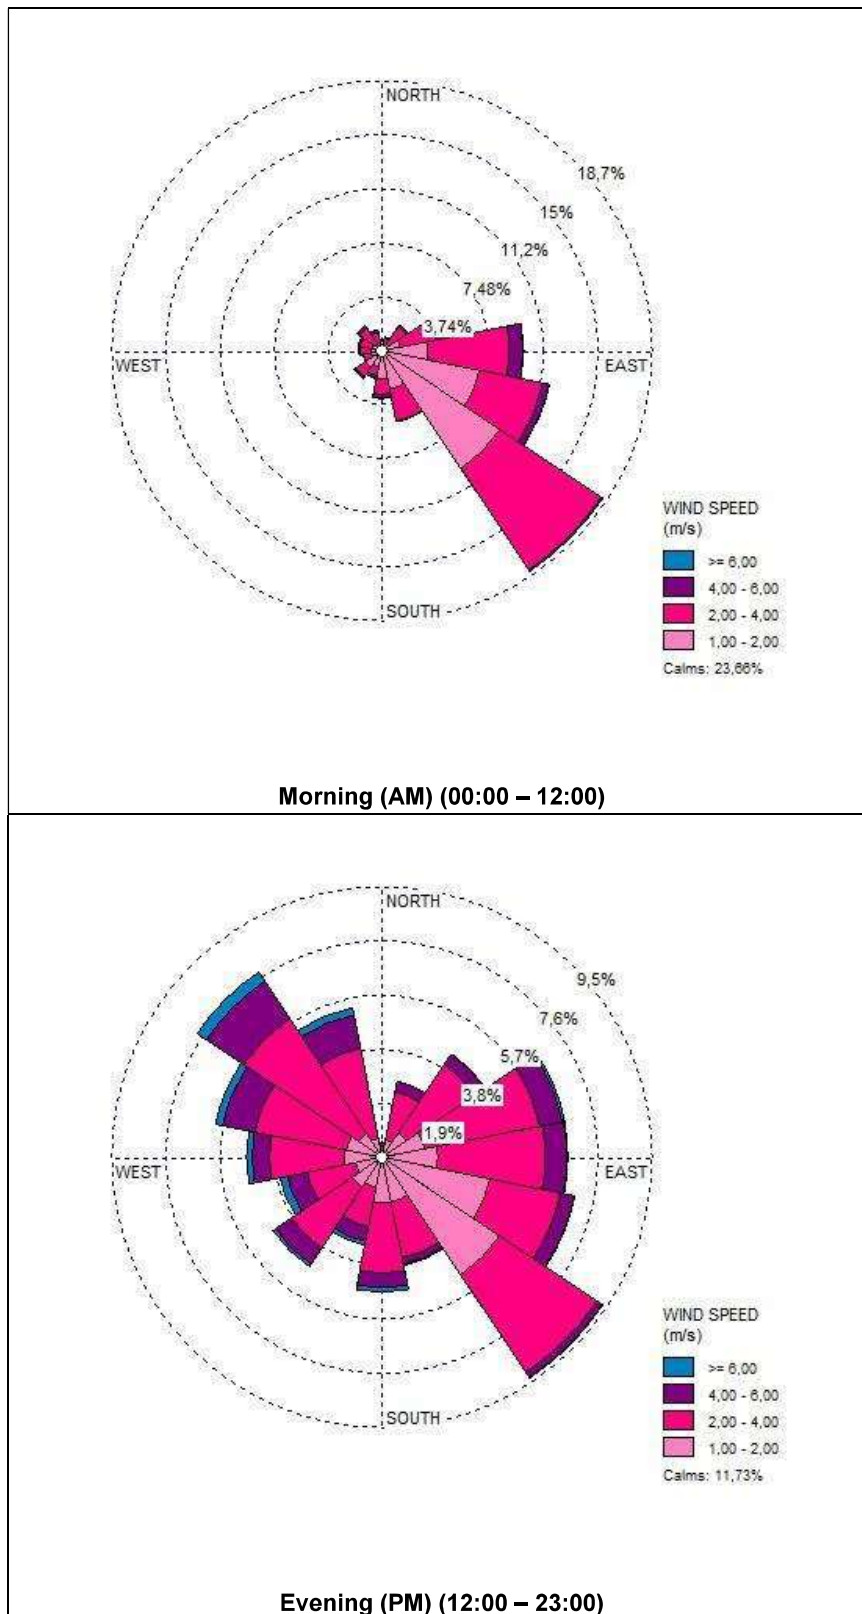 NORTH
18,7%
15%
11,2%
7,48%
3,74%
WEST
EAST
SOUTH
WIND SPEED
(m/s)
>= 6,00
4,00 - 6,00
2,00 - 4,00
1,00 - 2,00
Calms: 23,66%
Morning (AM) (00:00 – 12:00)
NORTH
9,5%
7,6%
5,7%
3,8%
1,9%
WEST
EAST
SOUTH
WIND SPEED
(m/s)
>= 6,00
4,00 - 6,00
2,00 - 4,00
1,00 - 2,00
Calms: 11,73%
Evening (PM) (12:00 – 23:00)